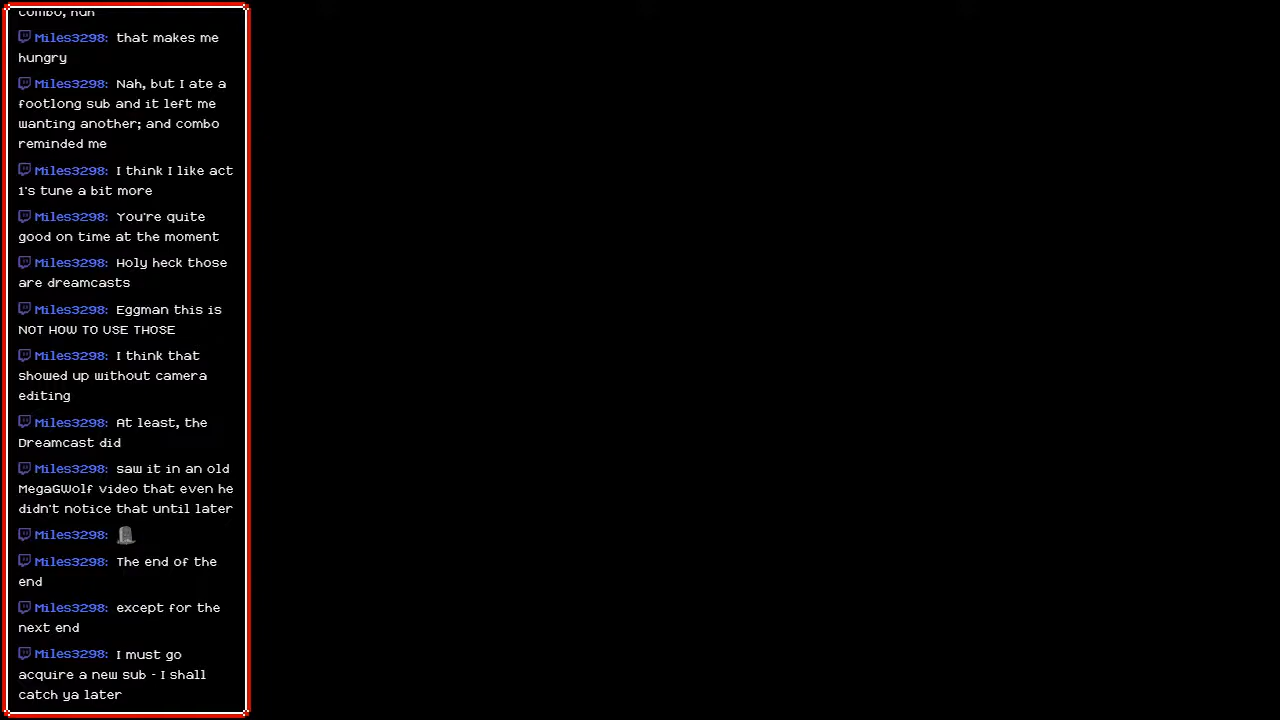 combo, huh
Miles3298: that makes me
hungry
Miles3298: Nah, but I ate a
footlong sub and it left me
wanting another; and combo
reminded me
Miles3298: I think I like act
1's tune a bit more
Miles3298: You're quite
good on time at the moment
Miles3298: Holy heck those
are dreamcasts
Miles3298: Eggman this is
NOT HOW TO USE THOSE
Miles3298: I think that
showed up without camera
editing
Miles3298: At least, the
Dreamcast did
Miles3298: saw it in an old
MegaGWolf video that even he
didn't notice that until later
Miles3298:
Miles3298: The end of the
end
Miles3298: except for the
next end
Miles3298: I must go
acquire a new sub - I shall
catch ya later